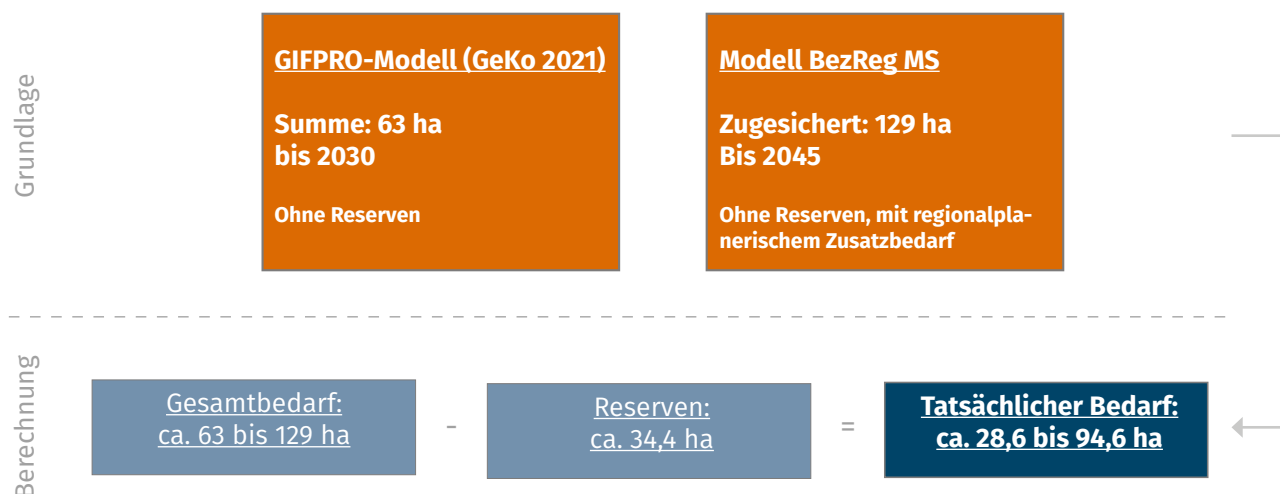 Grundlage
GIFPRO-Modell (GeKo 2021)
Summe: 63 ha
bis 2030
Ohne Reserven
Modell BezReg MS
Zugesichert: 129 ha
Bis 2045
Ohne Reserven, mit regionalpla-
nerischem Zusatzbedarf
Berechnung
Gesamtbedarf:
ca. 63 bis 129 ha
-
Reserven:
ca. 34,4 ha
=
Tatsächlicher Bedarf:
ca. 28,6 bis 94,6 ha